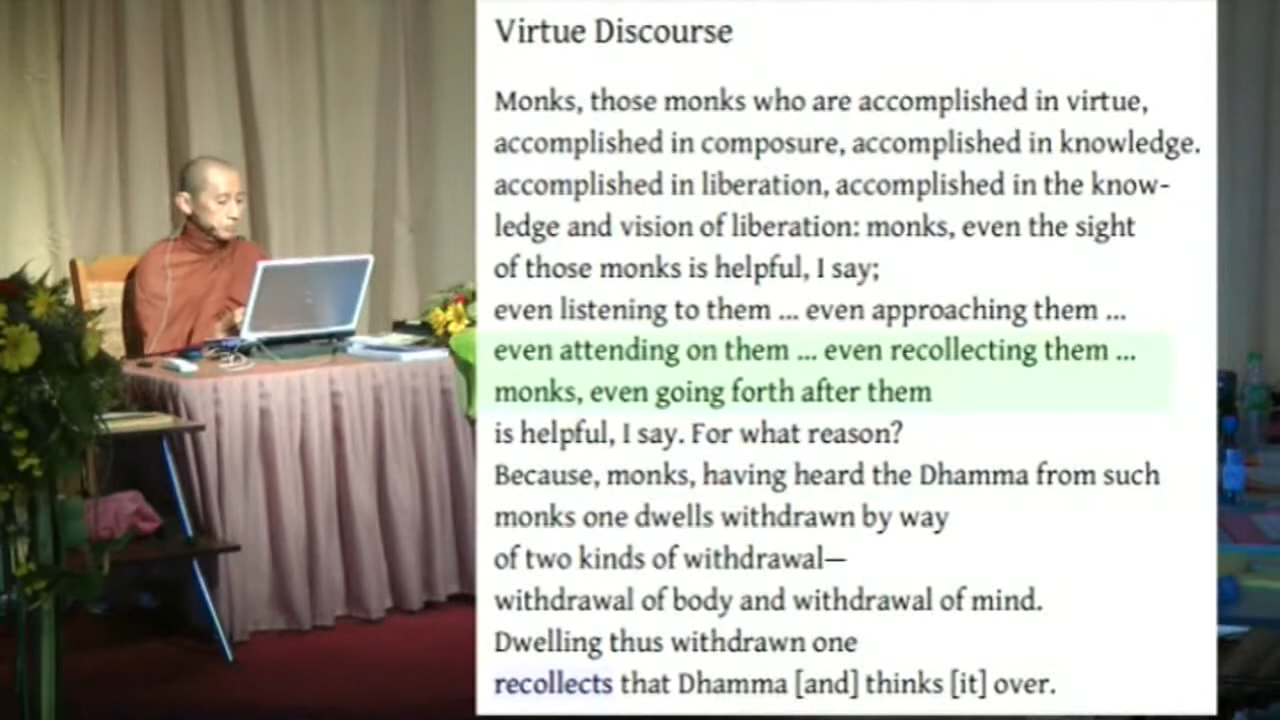 Virtue Discourse
Monks, those monks who are accomplished in virtue,
accomplished in composure, accomplished in knowledge.
accomplished in liberation, accomplished in the know-
ledge and vision of liberation: monks, even the sight
of those monks is helpful, I say;
even listening to them ... even approaching them ...
even attending on them ... even recollecting them ...
monks, even going forth after them
is helpful, I say. For what reason?
Because, monks, having heard the Dhamma from such
monks one dwells withdrawn by way
of two kinds of withdrawal—
withdrawal of body and withdrawal of mind.
Dwelling thus withdrawn one
recollects that Dhamma [and] thinks [it] over.